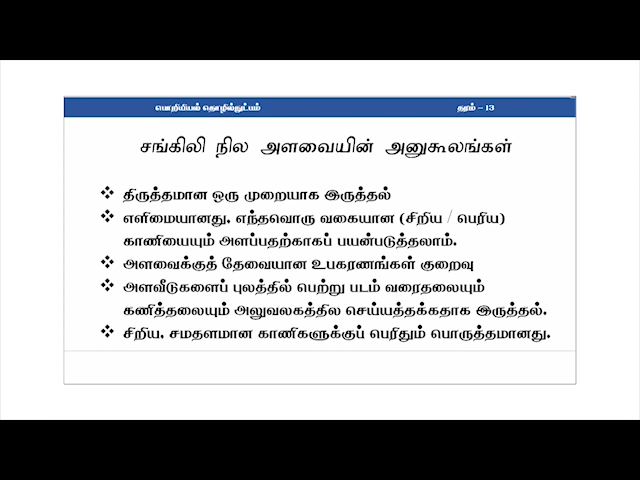 பொறியியல் தொழில்நுட்பம்
தரம் - 13
சங்கிலி நில அளவையின் அனுகூலங்கள்
❖ திருத்தமான ஒரு முறையாக இருத்தல்
❖ எளிமையானது. எந்தவொரு வகையான (சிறிய / பெரிய)
காணியையும் அளப்பதற்காகப் பயன்படுத்தலாம்.
❖ அளவைக்குத் தேவையான உபகரணங்கள் குறைவு
❖ அளவீடுகளைப் புலத்தில் பெற்று படம் வரைதலையும்
கணித்தலையும் அலுவலகத்தில செய்யத்தக்கதாக இருத்தல்.
❖ சிறிய, சமதளமான காணிகளுக்குப் பெரிதும் பொருத்தமானது.